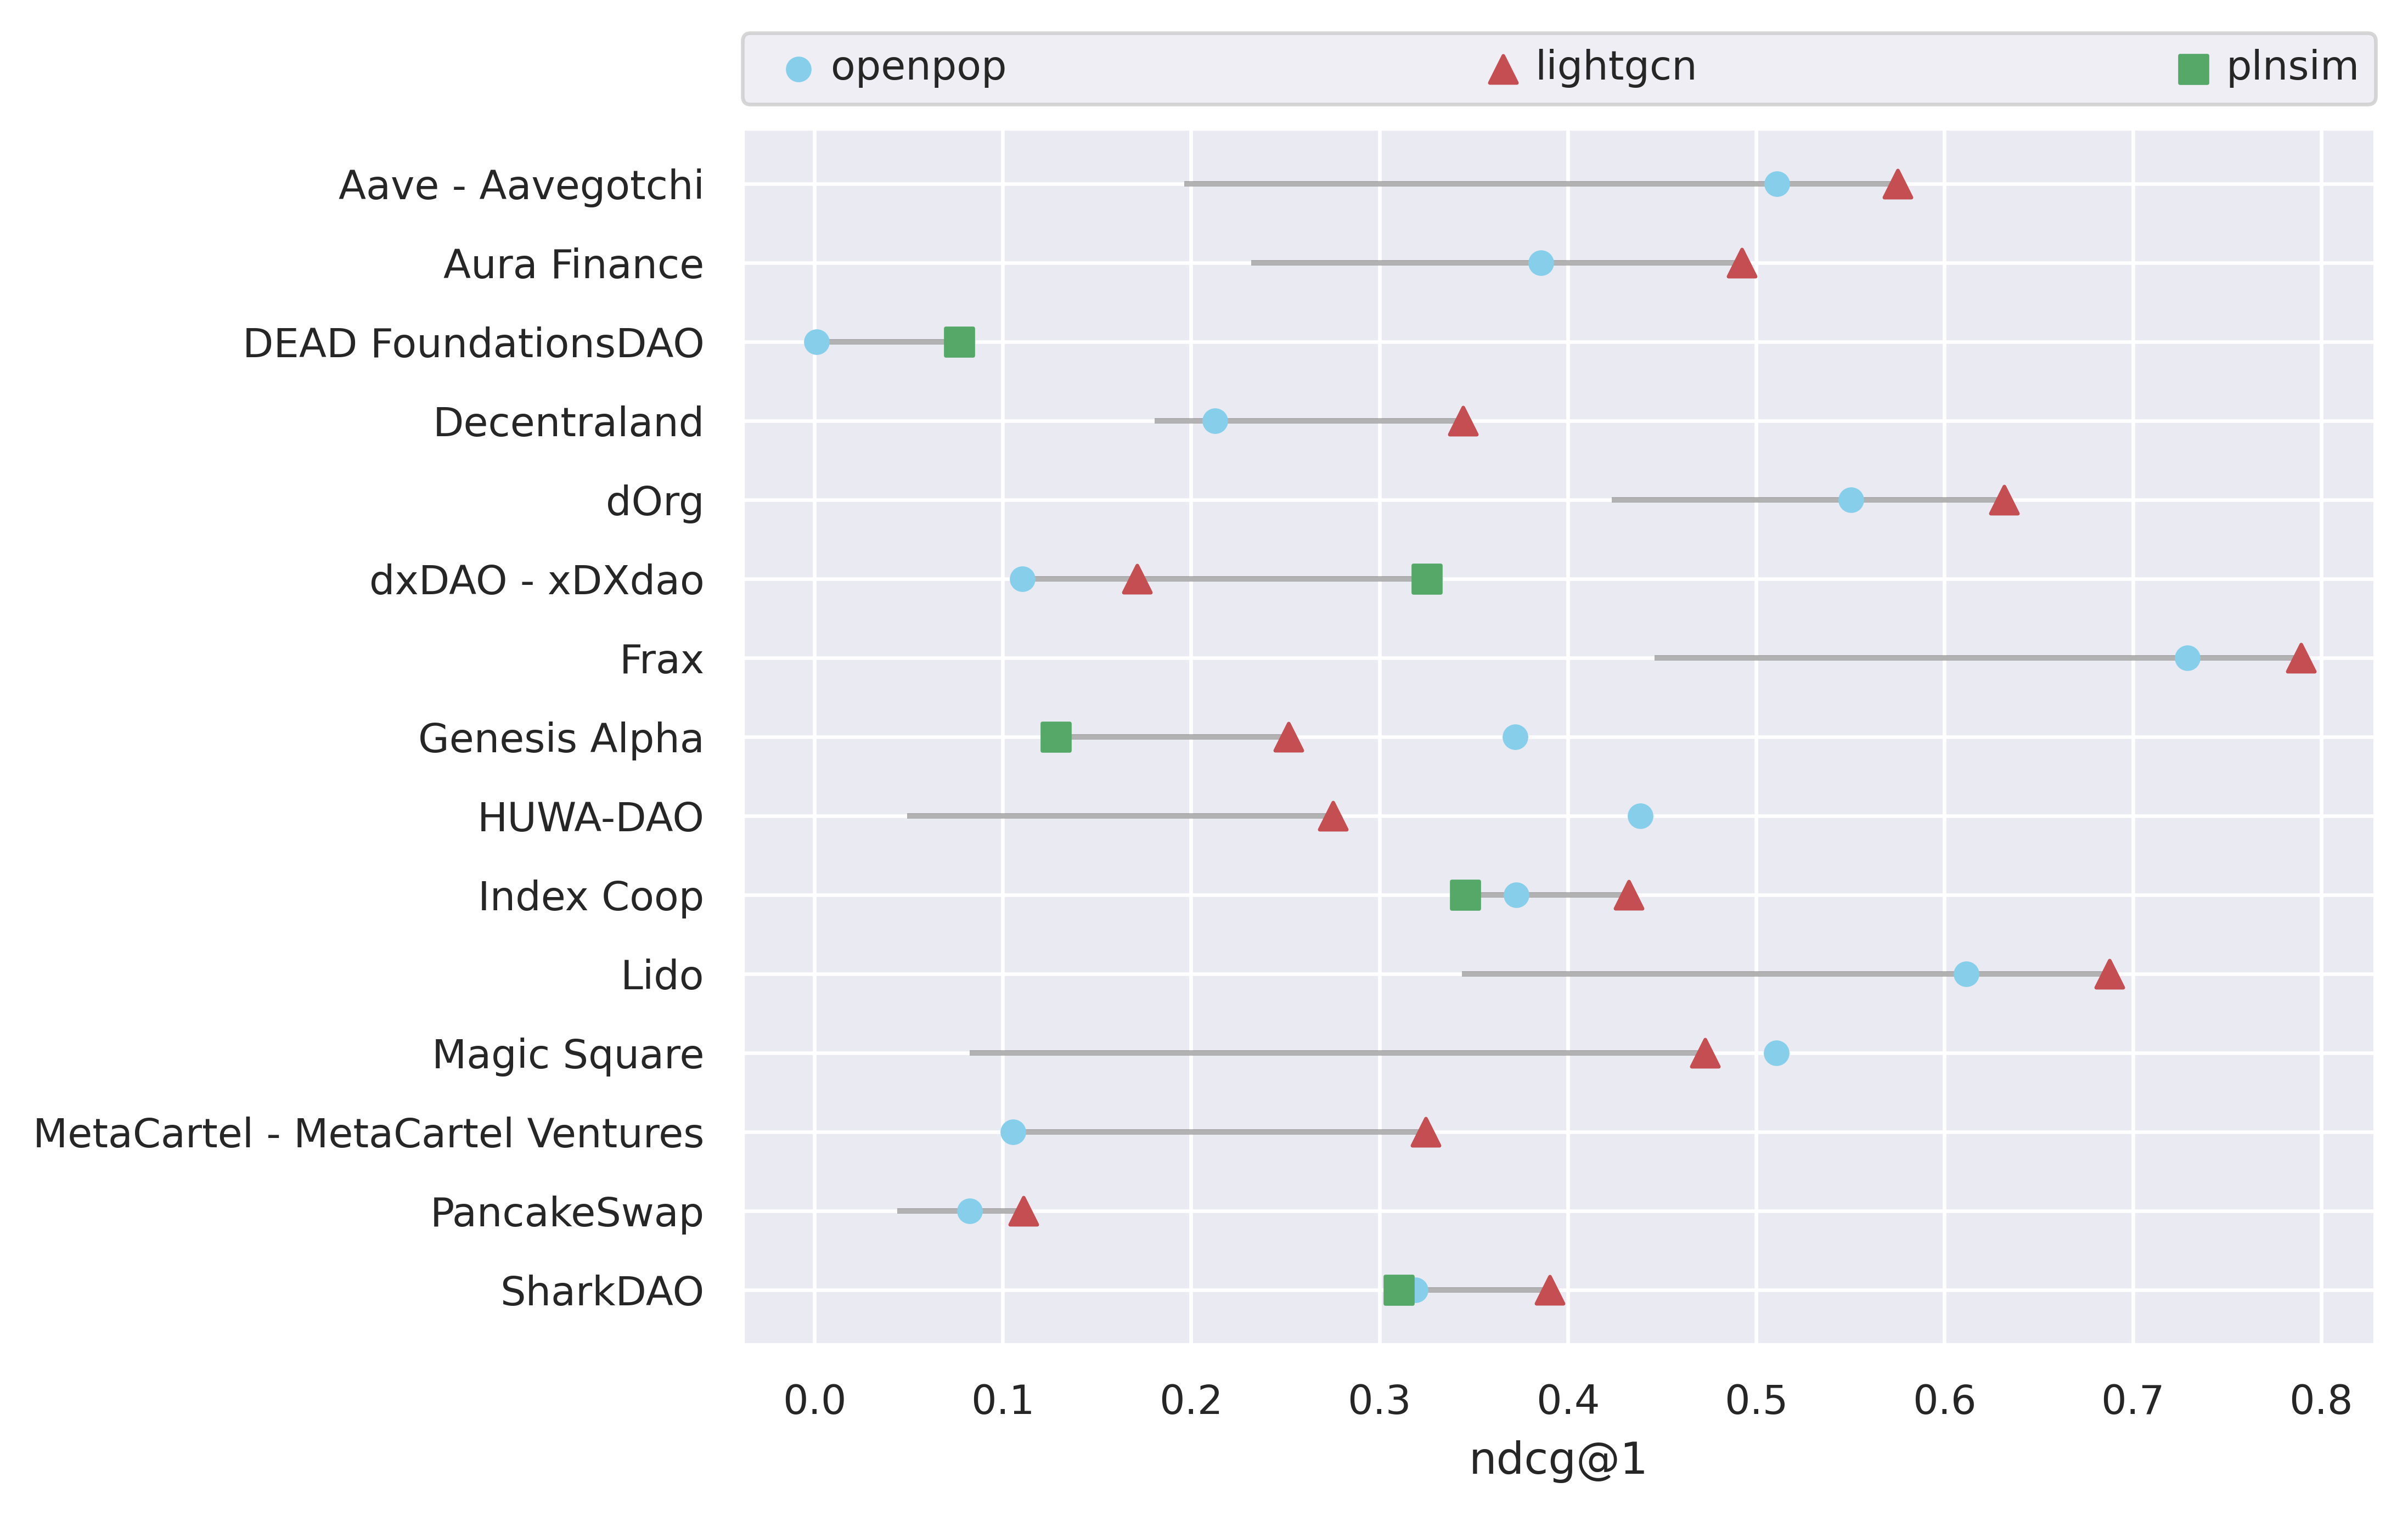 openpop lightgcn plnsim
Aave - Aavegotchi
Aura Finance
DEAD FoundationsDAO
Decentraland
dOrg
dxDAO - xDXdao
Frax
Genesis Alpha
HUWA-DAO
Index Coop
Lido
Magic Square
MetaCartel - MetaCartel Ventures
PancakeSwap
SharkDAO
0.0 0.1 0.2 0.3 0.4 0.5 0.6 0.7 0.8
ndcg@1